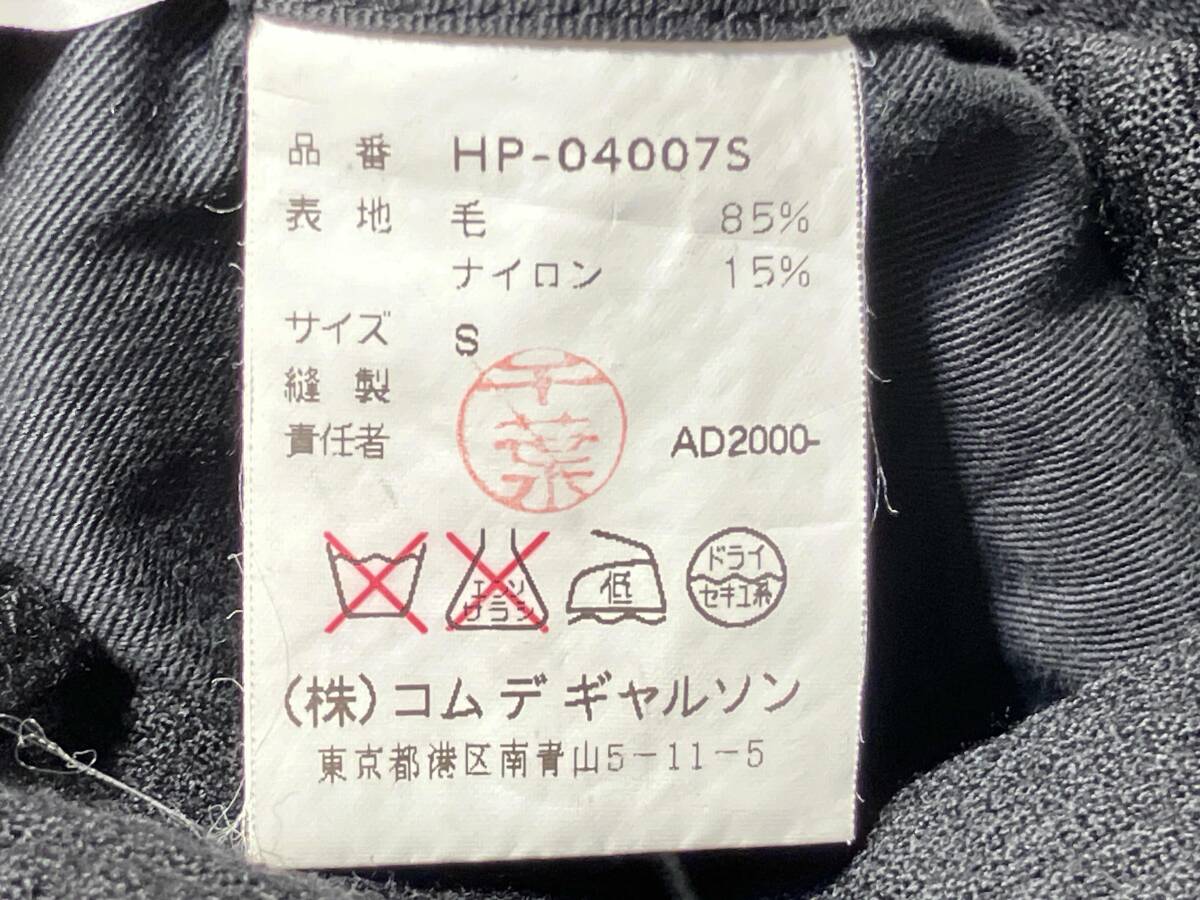 品番 HP-04007S
表地 毛 85%
ナイロン 15%
サイズ S
縫製
責任者 千葉 AD2000-
エンソ
サラシ
低
ドライ
セキユ系
(株)コムデギャルソン
東京都港区南青山5-11-5